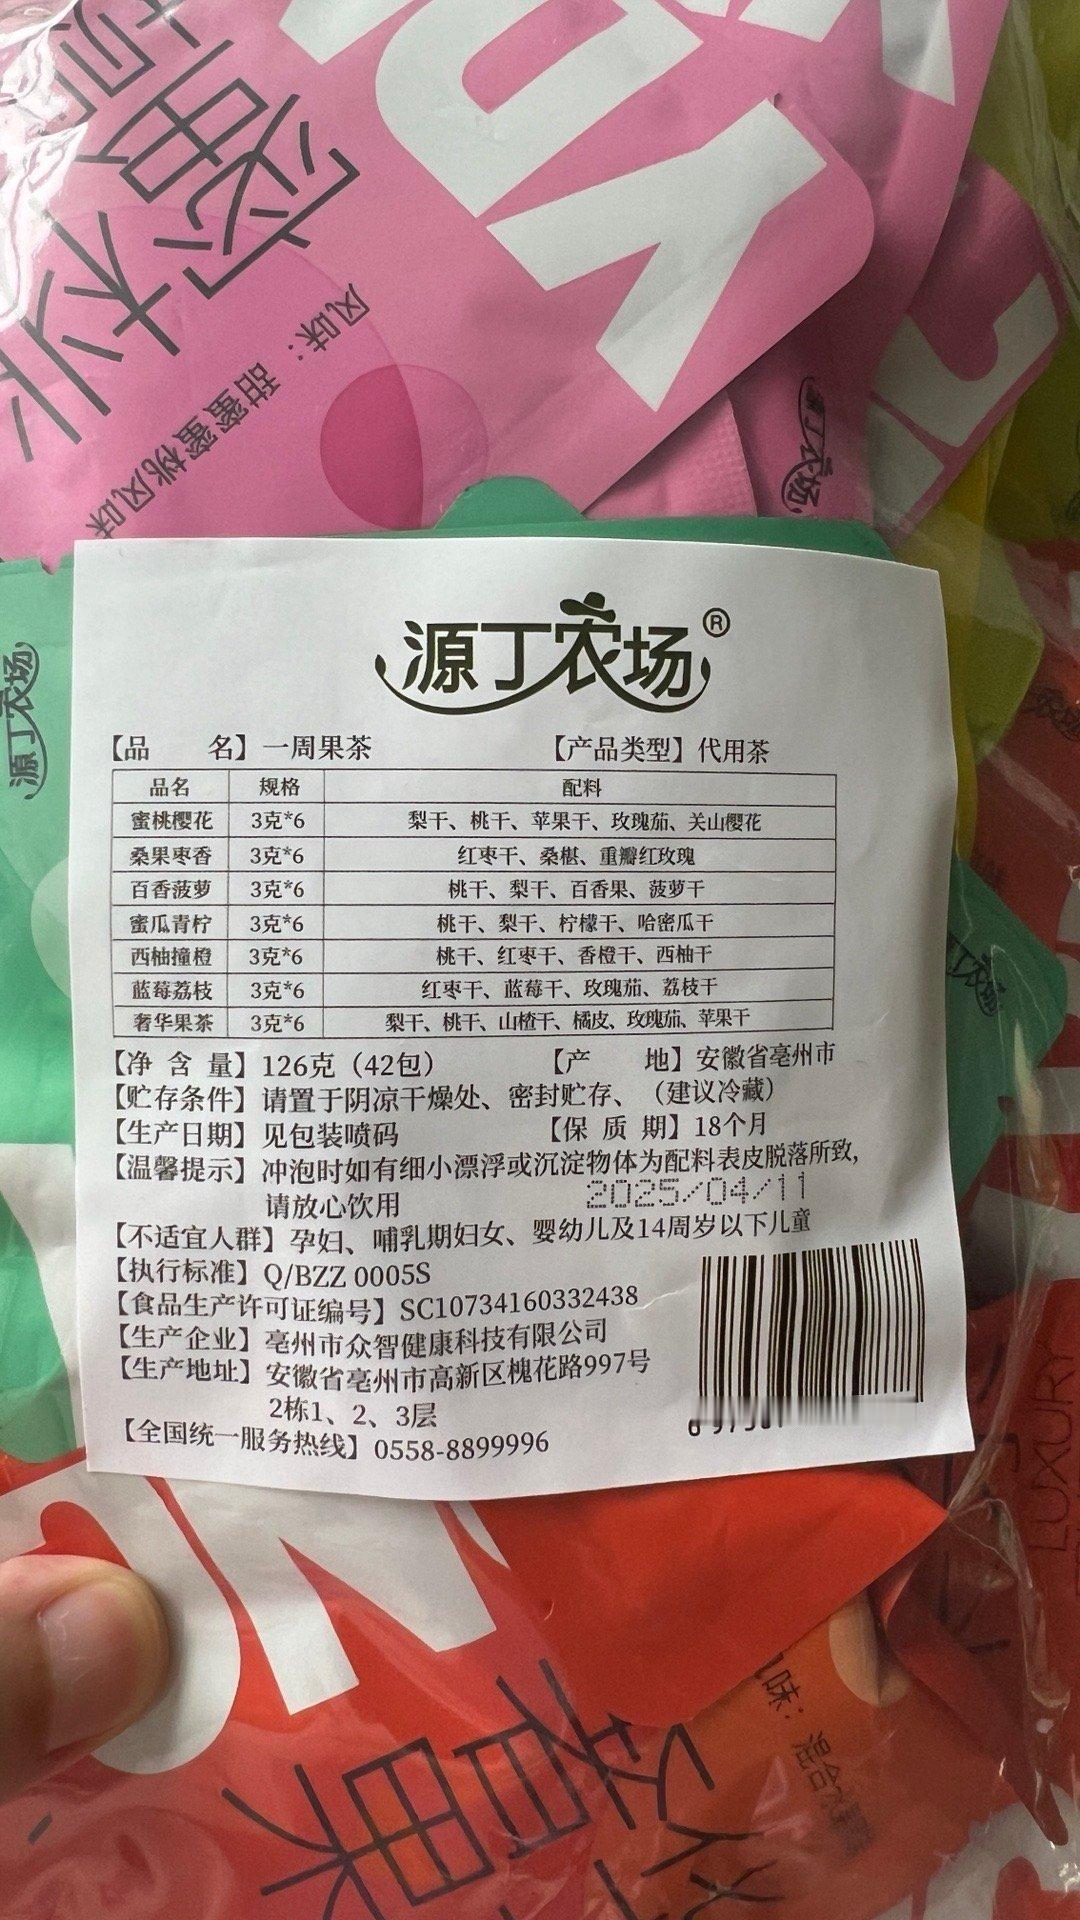 蜜桃
风味：甜蜜蜜桃风味
源丁农场
源丁农场
源丁农场®
【品 名】一周果茶 【产品类型】代用茶
品名 规格 配料
蜜桃樱花 3克*6 梨干、桃干、苹果干、玫瑰茄、关山樱花
桑果枣香 3克*6 红枣干、桑椹、重瓣红玫瑰
百香菠萝 3克*6 桃干、梨干、百香果、菠萝干
蜜瓜青柠 3克*6 桃干、梨干、柠檬干、哈密瓜干
西柚撞橙 3克*6 桃干、红枣干、香橙干、西柚干
蓝莓荔枝 3克*6 红枣干、蓝莓干、玫瑰茄、荔枝干
奢华果茶 3克*6 梨干、桃干、山楂干、橘皮、玫瑰茄、苹果干
【净 含 量】126克（42包） 【产 地】安徽省亳州市
【贮存条件】请置于阴凉干燥处、密封贮存、（建议冷藏）
【生产日期】见包装喷码 【保 质 期】18个月
【温馨提示】冲泡时如有细小漂浮或沉淀物体为配料表皮脱落所致，
请放心饮用
2025/04/11
【不适宜人群】孕妇、哺乳期妇女、婴幼儿及14周岁以下儿童
【执行标准】Q/BZZ 0005S
【食品生产许可证编号】SC10734160332438
【生产企业】亳州市众智健康科技有限公司
【生产地址】安徽省亳州市高新区槐花路997号
2栋1、2、3层
【全国统一服务热线】0558-8899996
丁农场
LUXURY
奢华果
风味：混合